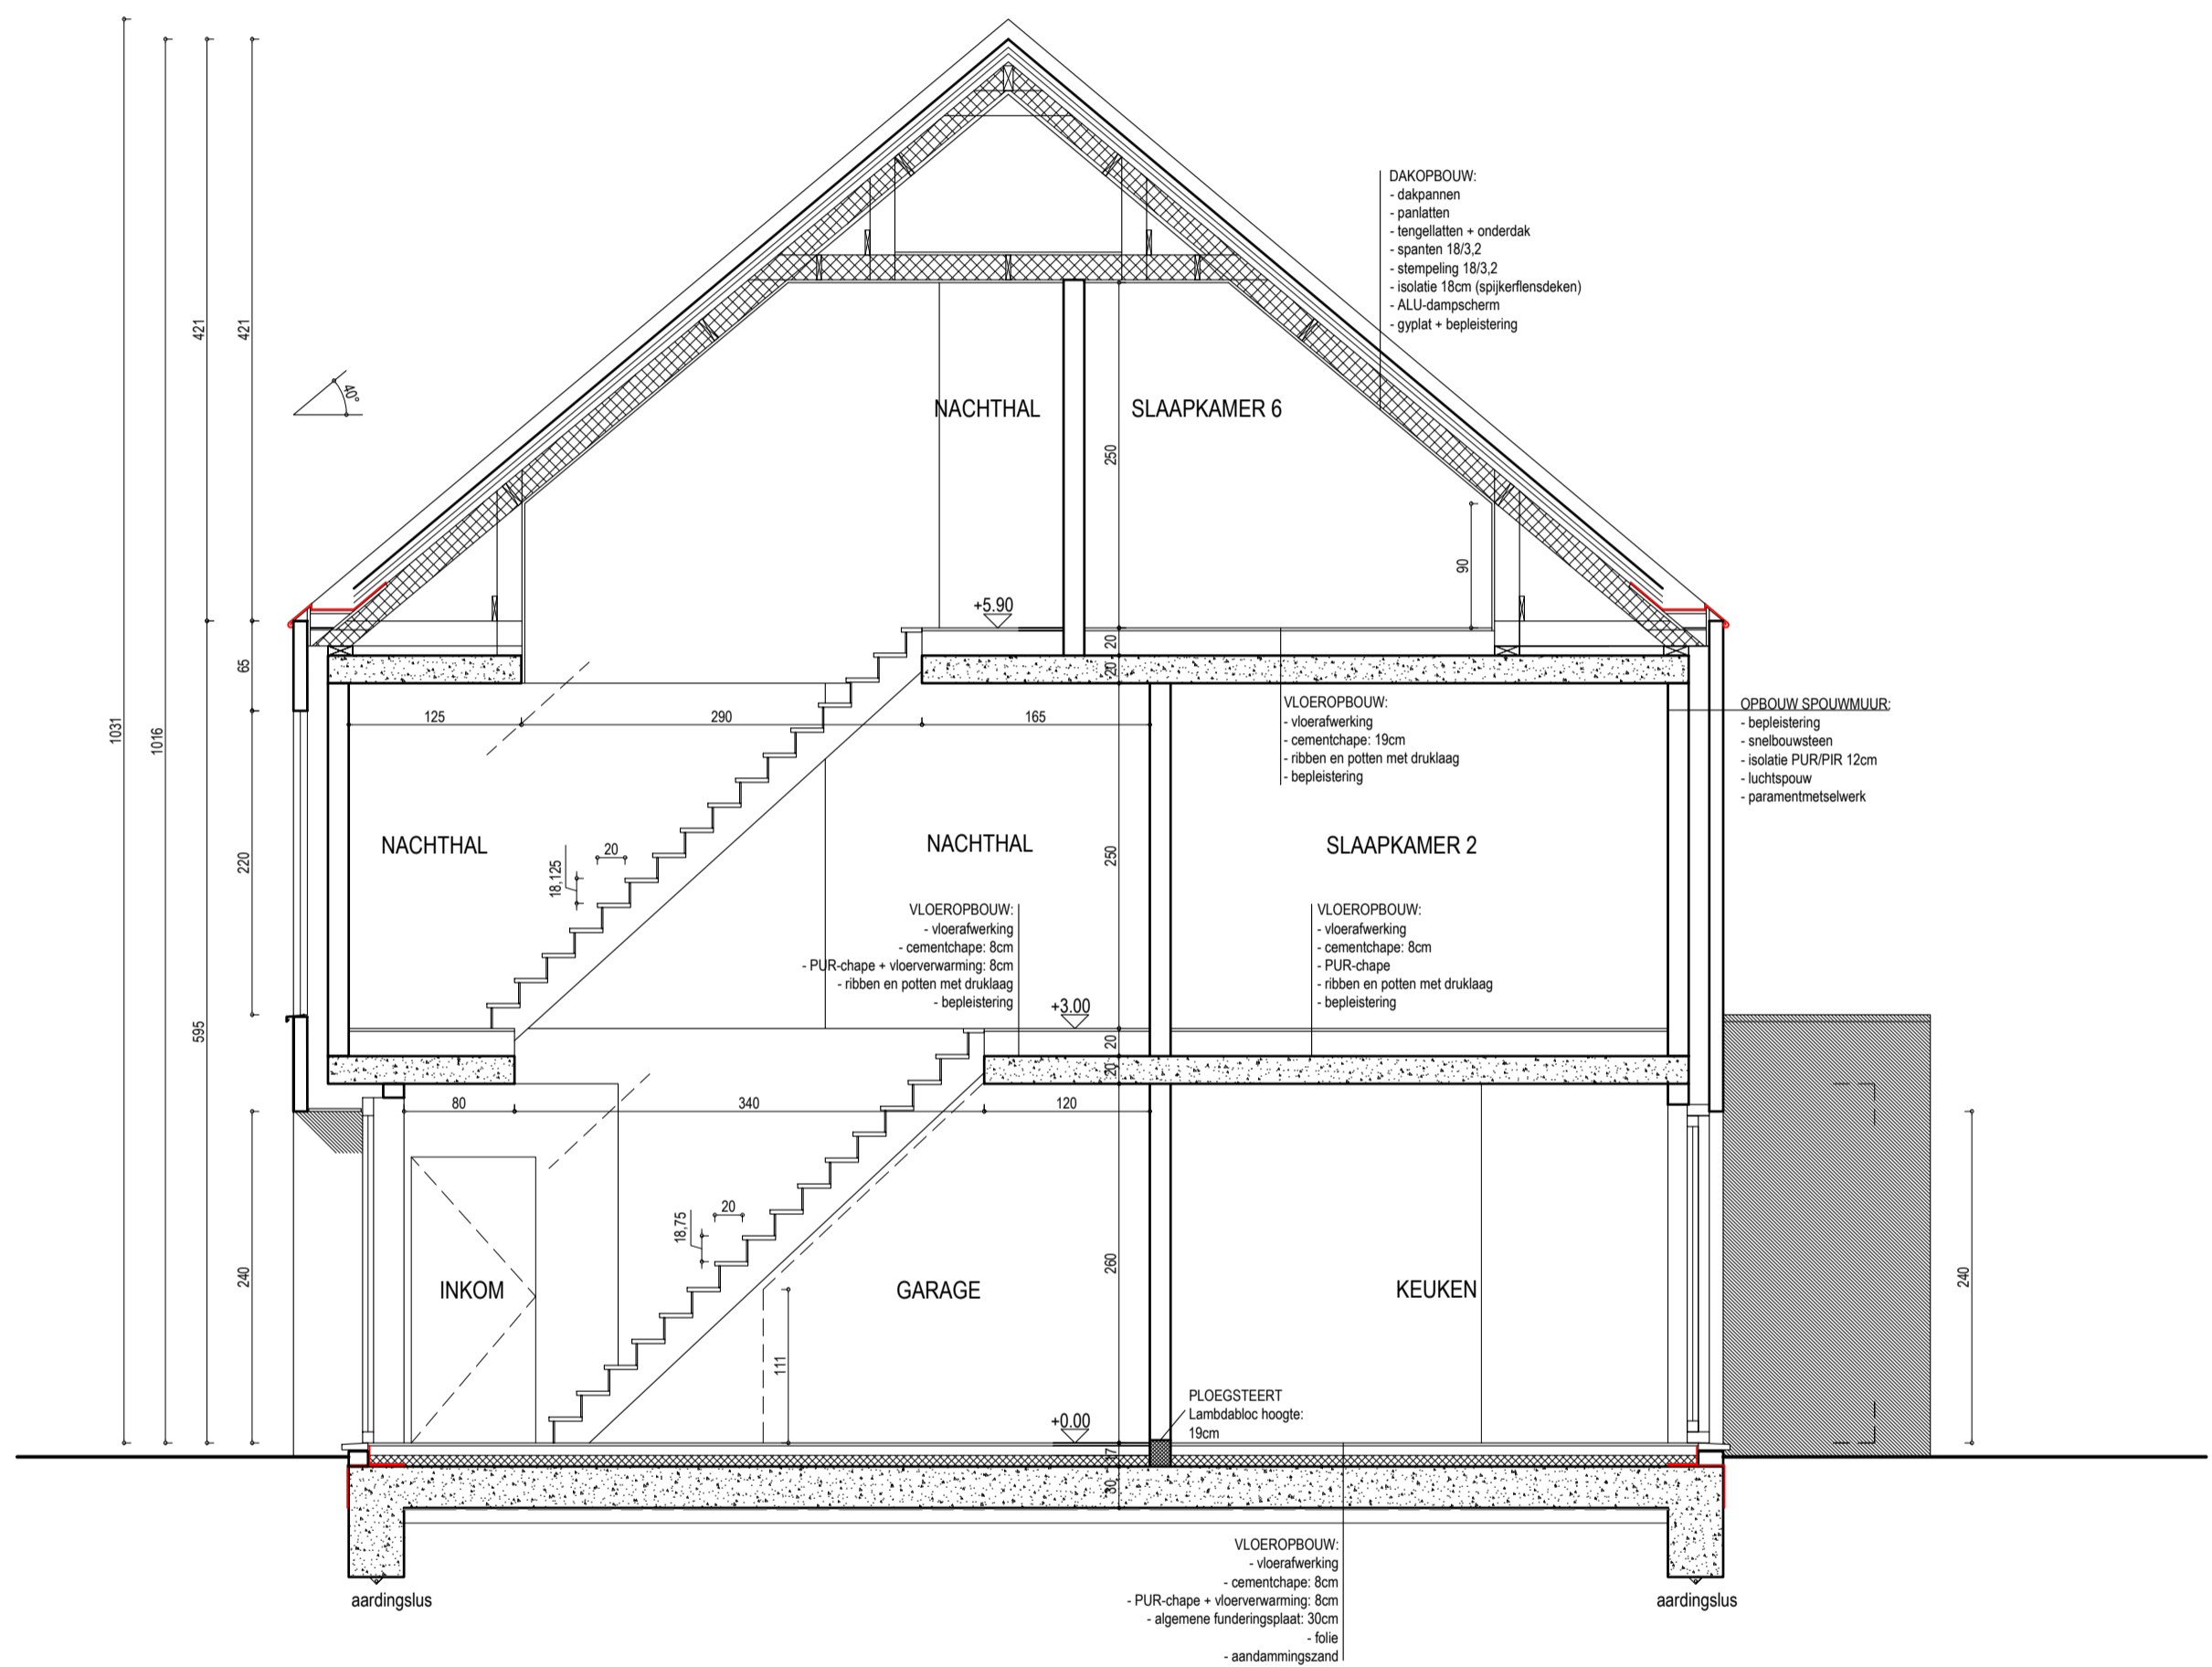 DAKOPBOUW:
- dakpannen
- panlatten
- tengellatten + onderdak
- spanten 18/3,2
- stempeling 18/3,2
- isolatie 18cm (spijkerflensdeken)
- ALU-dampscherm
- gyplat + bepleistering
421
421
40°
NACHTHAL
SLAAPKAMER 6
250
90
+5.90
20
20
65
1031
1016
125
290
165
VLOEROPBOUW:
- vloerafwerking
- cementchape: 19cm
- ribben en potten met druklaag
- bepleistering
OPBOUW SPOUWMUUR:
- bepleistering
- snelbouwsteen
- isolatie PUR/PIR 12cm
- luchtspouw
- paramentmetselwerk
NACHTHAL
NACHTHAL
SLAAPKAMER 2
220
18,125
20
250
VLOEROPBOUW:
- vloerafwerking
- cementchape: 8cm
- PUR-chape + vloerverwarming: 8cm
- ribben en potten met druklaag
- bepleistering
VLOEROPBOUW:
- vloerafwerking
- cementchape: 8cm
- PUR-chape
- ribben en potten met druklaag
- bepleistering
+3.00
595
20
20
80
340
120
18,75
20
260
240
240
INKOM
GARAGE
KEUKEN
111
PLOEGSTEERT
Lambdabloc hoogte:
19cm
+0.00
17
30
VLOEROPBOUW:
- vloerafwerking
- cementchape: 8cm
- PUR-chape + vloerverwarming: 8cm
- algemene funderingsplaat: 30cm
- folie
- aandammingszand
aardingslus
aardingslus